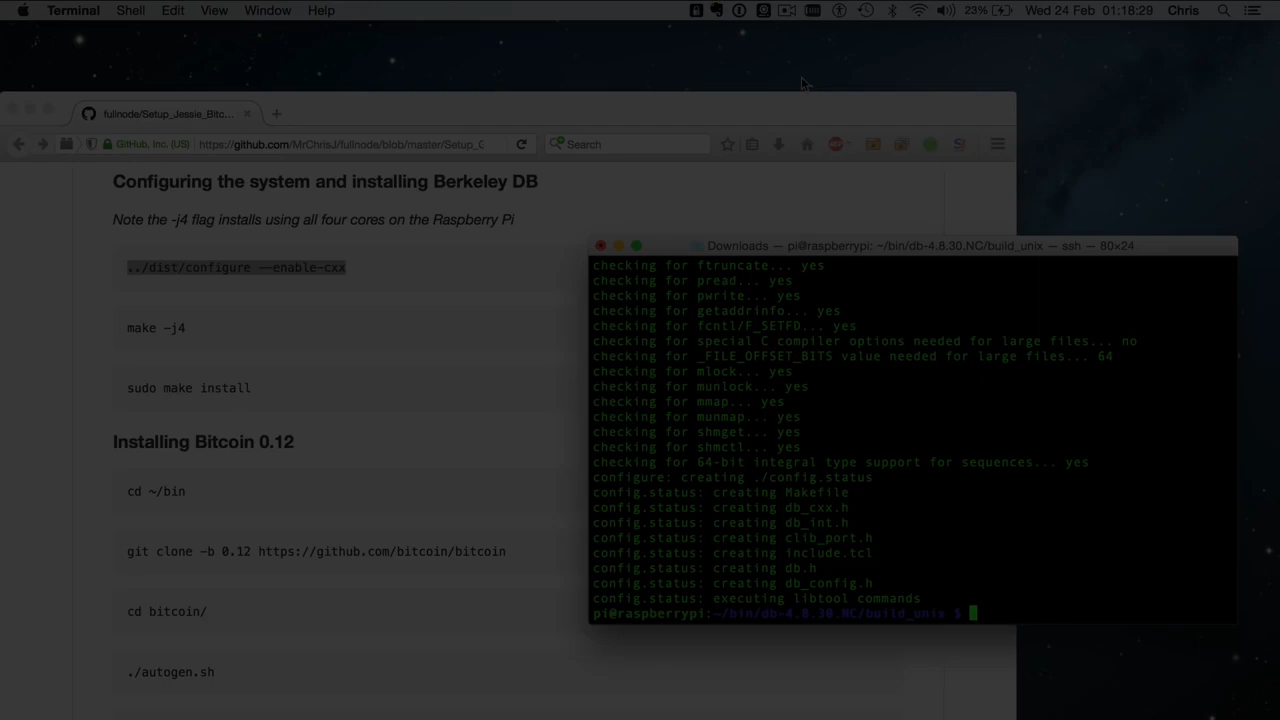 Terminal Shell Edit View Window Help 23% Wed 24 Feb 01:18:29 Chris
fullnode/Setup_Jessie_Bitc...
GitHub, Inc. (US) https://github.com/MrChrisJ/fullnode/blob/master/Setup_G Search
Configuring the system and installing Berkeley DB
Note the -j4 flag installs using all four cores on the Raspberry Pi
../dist/configure --enable-cxx
make -j4
sudo make install
Installing Bitcoin 0.12
cd ~/bin
git clone -b 0.12 https://github.com/bitcoin/bitcoin
cd bitcoin/
./autogen.sh
Downloads — pi@raspberrypi: ~/bin/db-4.8.30.NC/build_unix — ssh — 80×24
checking for ftruncate... yes
checking for pread... yes
checking for pwrite... yes
checking for getaddrinfo... yes
checking for fcntl/F_SETFD... yes
checking for special C compiler options needed for large files... no
checking for _FILE_OFFSET_BITS value needed for large files... 64
checking for mlock... yes
checking for munlock... yes
checking for mmap... yes
checking for munmap... yes
checking for shmget... yes
checking for shmctl... yes
checking for 64-bit integral type support for sequences... yes
configure: creating ./config.status
config.status: creating Makefile
config.status: creating db_cxx.h
config.status: creating db_int.h
config.status: creating clib_port.h
config.status: creating include.tcl
config.status: creating db.h
config.status: creating db_config.h
config.status: executing libtool commands
pi@raspberrypi:~/bin/db-4.8.30.NC/build_unix $